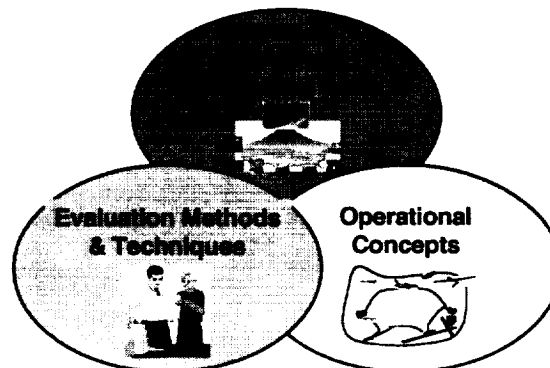 Evaluation Methods
& Techniques
Operational
Concepts